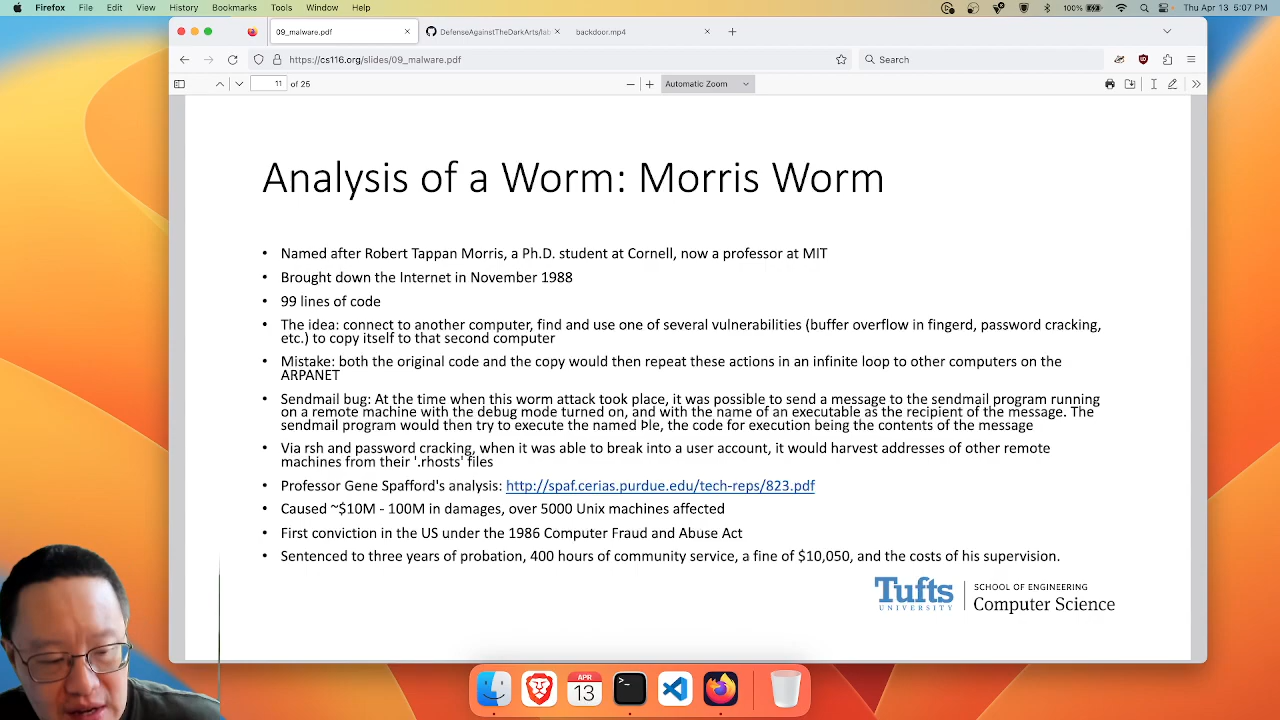 Firefox File Edit View History Bookmarks Tools Window Help 100% Thu Apr 13 5:07 PM
09_malware.pdf DefenseAgainstTheDarkArts/lab backdoor.mp4
https://cs116.org/slides/09_malware.pdf Search
11 of 25 Automatic Zoom
Analysis of a Worm: Morris Worm
• Named after Robert Tappan Morris, a Ph.D. student at Cornell, now a professor at MIT
• Brought down the Internet in November 1988
• 99 lines of code
• The idea: connect to another computer, find and use one of several vulnerabilities (buffer overflow in fingerd, password cracking,
etc.) to copy itself to that second computer
• Mistake: both the original code and the copy would then repeat these actions in an infinite loop to other computers on the
ARPANET
• Sendmail bug: At the time when this worm attack took place, it was possible to send a message to the sendmail program running
on a remote machine with the debug mode turned on, and with the name of an executable as the recipient of the message. The
sendmail program would then try to execute the named Þle, the code for execution being the contents of the message
• Via rsh and password cracking, when it was able to break into a user account, it would harvest addresses of other remote
machines from their '.rhosts' files
• Professor Gene Spafford's analysis: http://spaf.cerias.purdue.edu/tech-reps/823.pdf
• Caused ~$10M - 100M in damages, over 5000 Unix machines affected
• First conviction in the US under the 1986 Computer Fraud and Abuse Act
• Sentenced to three years of probation, 400 hours of community service, a fine of $10,050, and the costs of his supervision.
Tufts
UNIVERSITY
SCHOOL OF ENGINEERING
Computer Science
APR
13